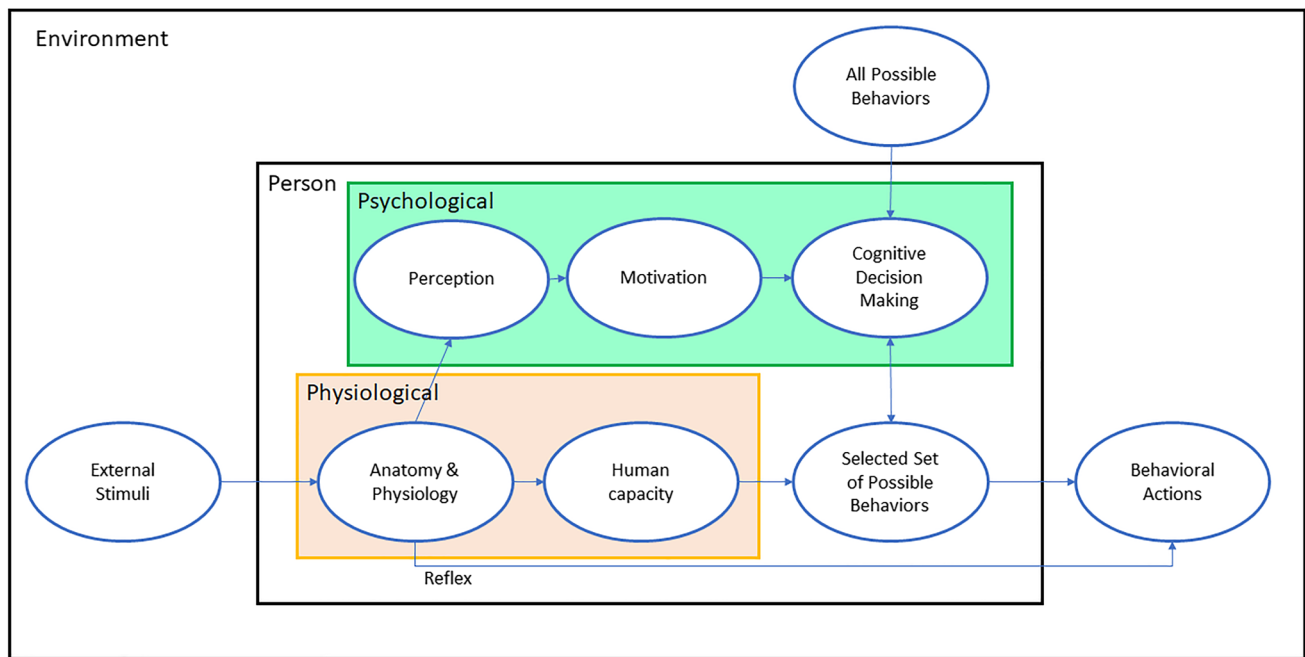 Environment
All Possible
Behaviors
Person
Psychological
Perception
Motivation
Cognitive
Decision
Making
Physiological
External
Stimuli
Anatomy &
Physiology
Human
capacity
Selected Set
of Possible
Behaviors
Behavioral
Actions
Reflex